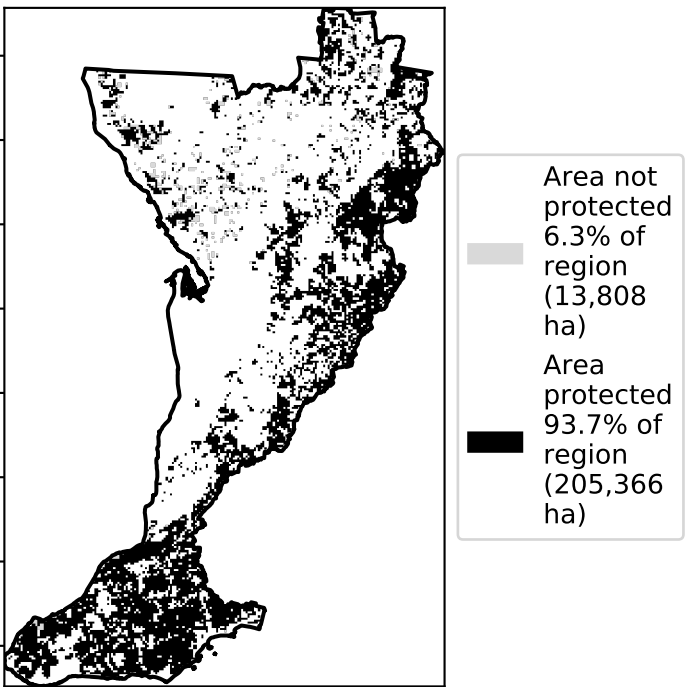 Area not
protected
6.3% of
region
(13,808
ha)
Area
protected
93.7% of
region
(205,366
ha)